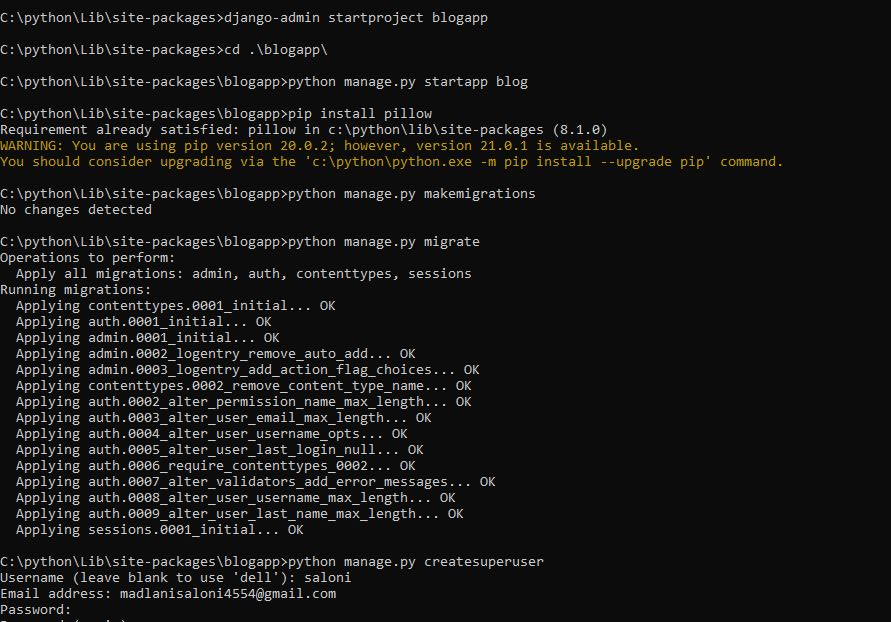 C:\python\Lib\site-packages>django-admin startproject blogapp
C:\python\Lib\site-packages>cd .\blogapp\
C:\python\Lib\site-packages\blogapp>python manage.py startapp blog
C:\python\Lib\site-packages\blogapp>pip install pillow
Requirement already satisfied: pillow in c:\python\lib\site-packages (8.1.0)
WARNING: You are using pip version 20.0.2; however, version 21.0.1 is available.
You should consider upgrading via the 'c:\python\python.exe -m pip install --upgrade pip' command.
C:\python\Lib\site-packages\blogapp>python manage.py makemigrations
No changes detected
C:\python\Lib\site-packages\blogapp>python manage.py migrate
Operations to perform:
  Apply all migrations: admin, auth, contenttypes, sessions
Running migrations:
  Applying contenttypes.0001_initial... OK
  Applying auth.0001_initial... OK
  Applying admin.0001_initial... OK
  Applying admin.0002_logentry_remove_auto_add... OK
  Applying admin.0003_logentry_add_action_flag_choices... OK
  Applying contenttypes.0002_remove_content_type_name... OK
  Applying auth.0002_alter_permission_name_max_length... OK
  Applying auth.0003_alter_user_email_max_length... OK
  Applying auth.0004_alter_user_username_opts... OK
  Applying auth.0005_alter_user_last_login_null... OK
  Applying auth.0006_require_contenttypes_0002... OK
  Applying auth.0007_alter_validators_add_error_messages... OK
  Applying auth.0008_alter_user_username_max_length... OK
  Applying auth.0009_alter_user_last_name_max_length... OK
  Applying sessions.0001_initial... OK
C:\python\Lib\site-packages\blogapp>python manage.py createsuperuser
Username (leave blank to use 'dell'): saloni
Email address: madlanisaloni4554@gmail.com
Password: